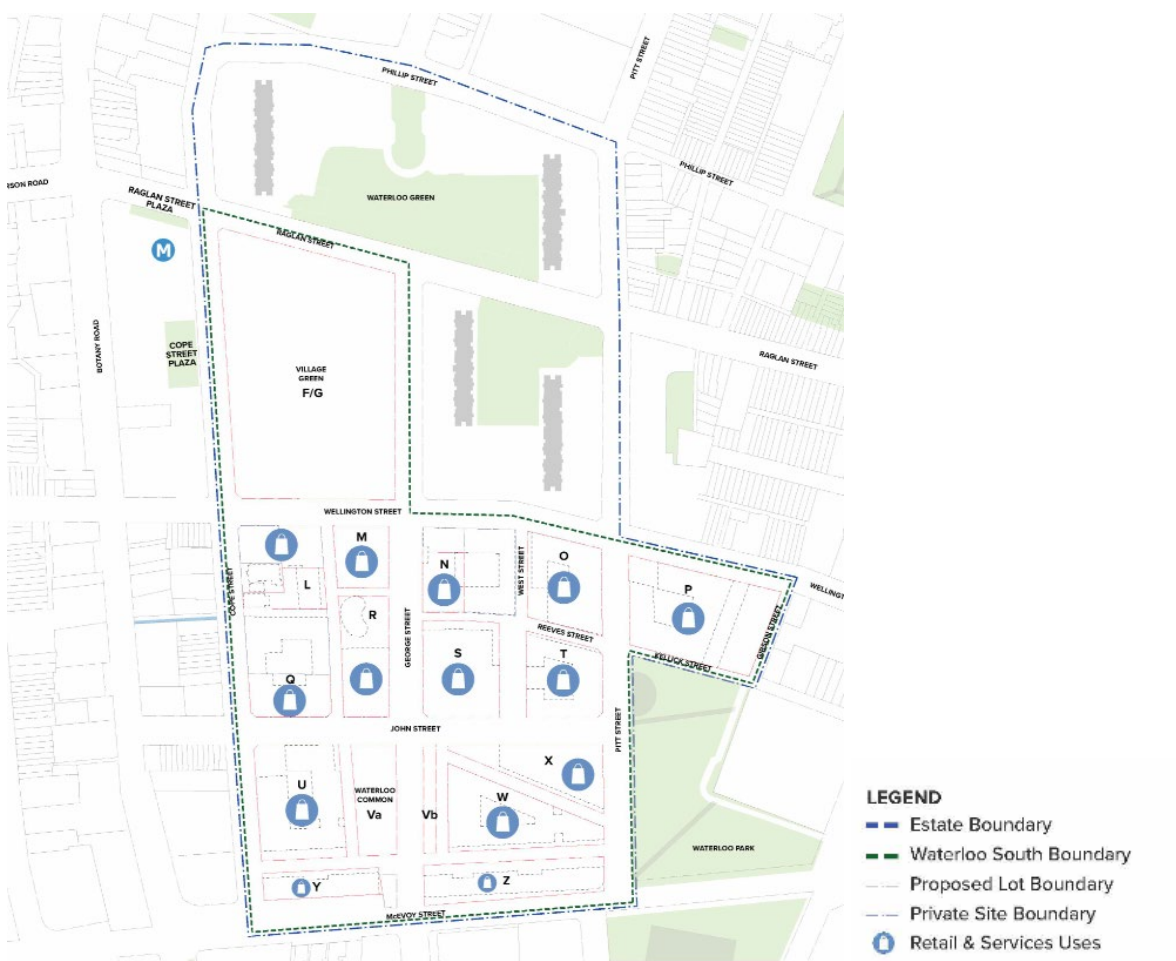 PHILLIP STREET
PITT STREET
PHILLIP STREET
RSON ROAD
RAGLAN STREET
PLAZA
WATERLOO GREEN
M
RAGLAN STREET
BOTANY ROAD
COPE
STREET
PLAZA
RAGLAN STREET
VILLAGE
GREEN
F/G
WELLINGTON STREET
M
N
WEST STREET
O
P
WELLINGT
L
COPE STREET
R
GEORGE STREET
REEVES STREET
GIBSON STREET
S
T
KELLICK STREET
Q
JOHN STREET
PITT STREET
X
U
WATERLOO
COMMON
Va
Vb
W
WATERLOO PARK
Y
Z
McEVOY STREET
LEGEND
Estate Boundary
Waterloo South Boundary
Proposed Lot Boundary
Private Site Boundary
Retail & Services Uses